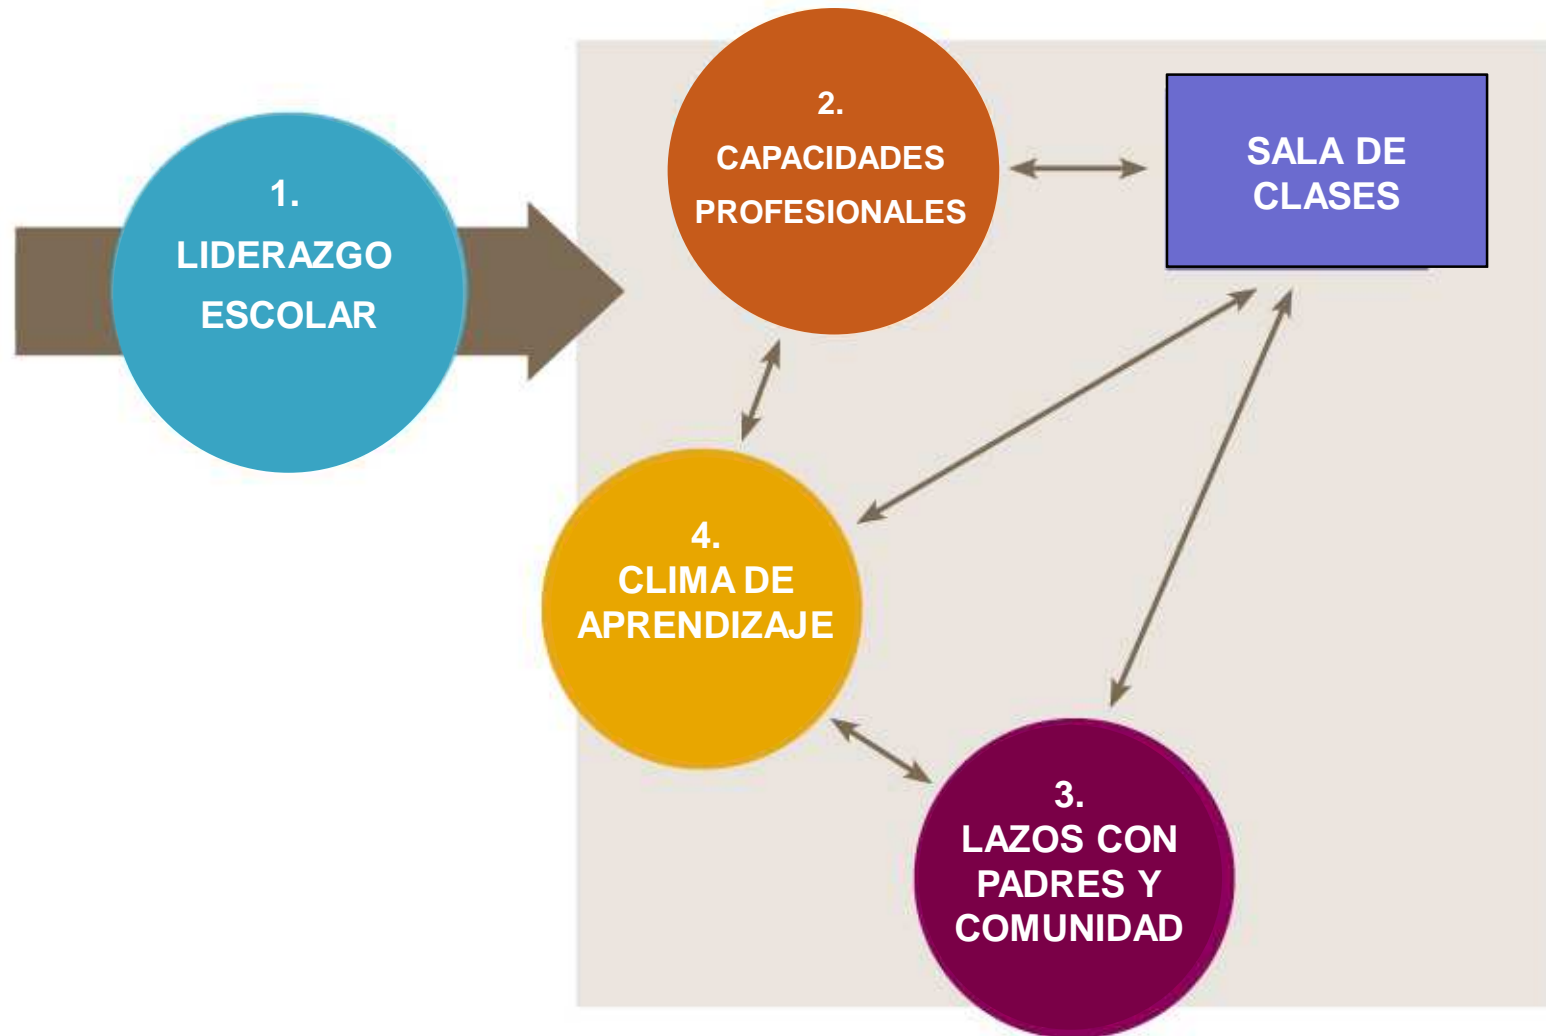 1.
LIDERAZGO
ESCOLAR
2.
CAPACIDADES
PROFESIONALES
SALA DE
CLASES
4.
CLIMA DE
APRENDIZAJE
3.
LAZOS CON
PADRES Y
COMUNIDAD